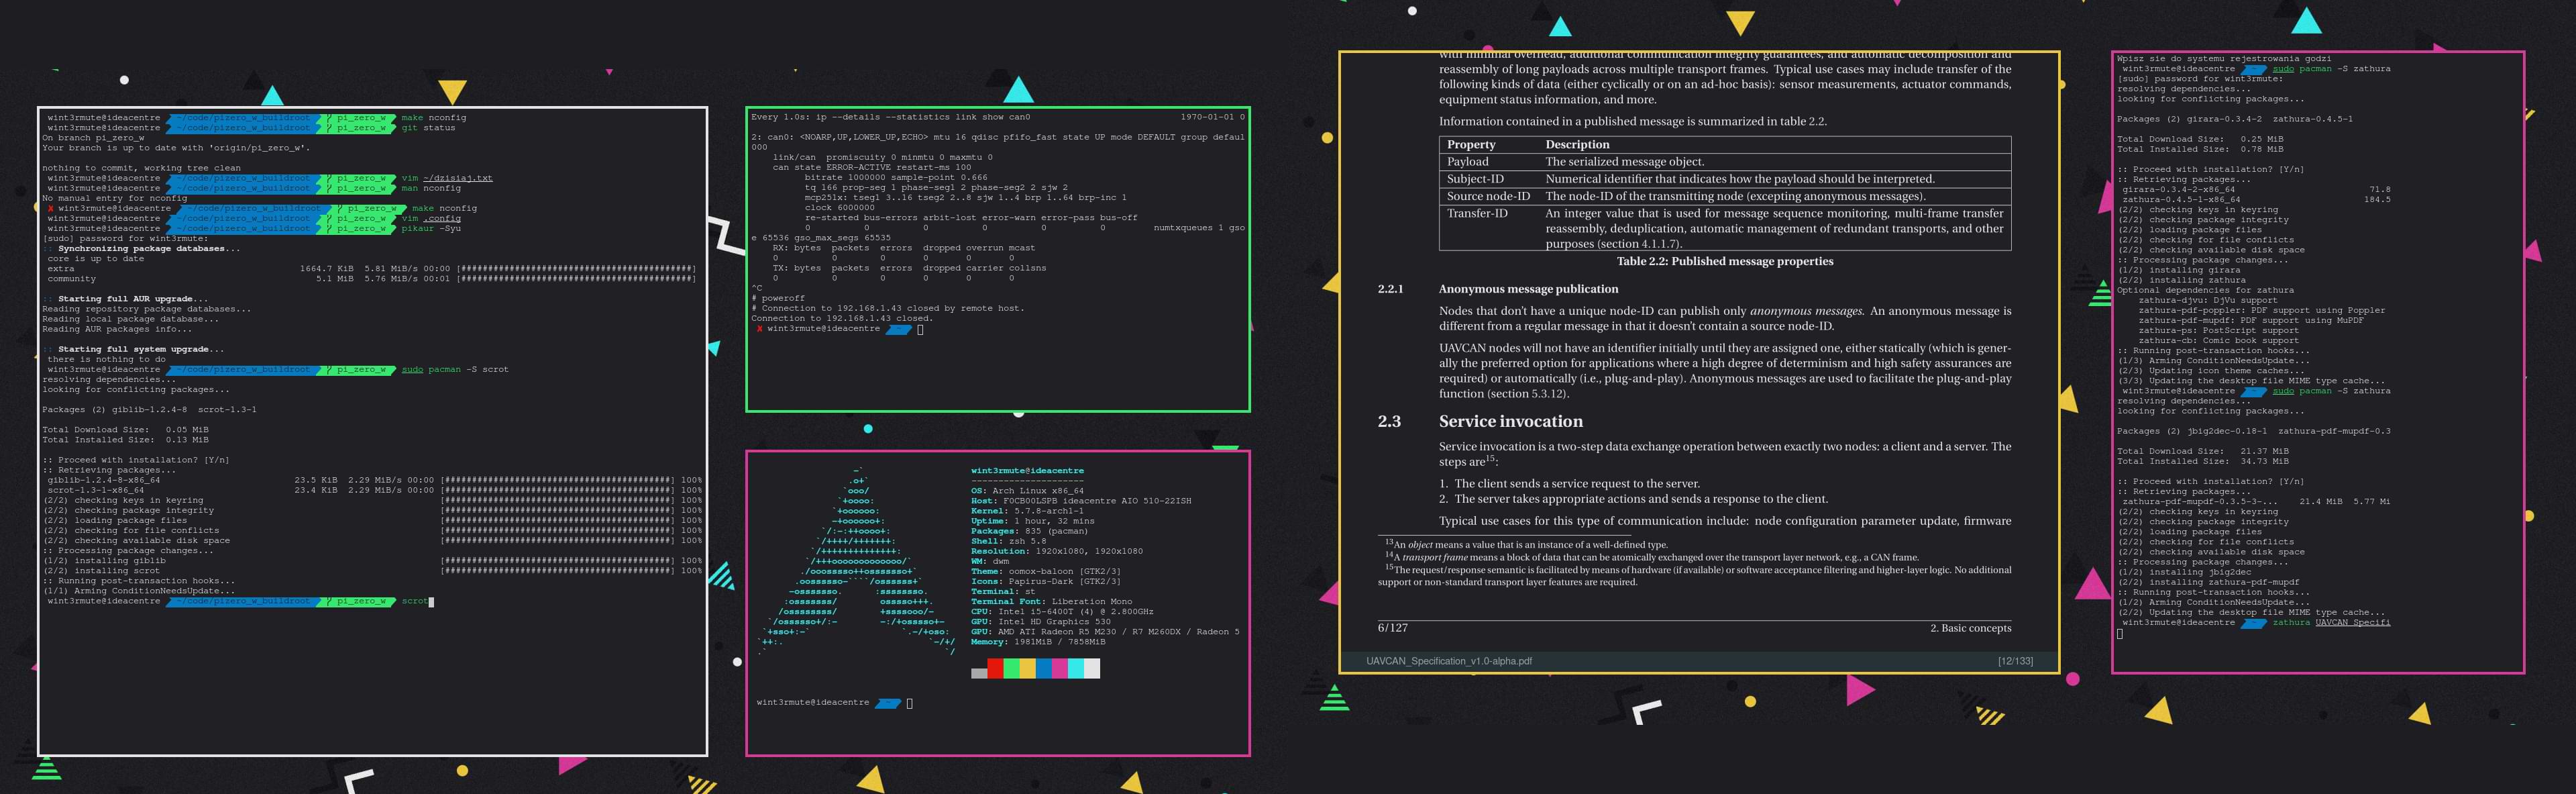 wint3rmute@ideacentre ~/code/pizero_w_buildroot pi_zero_w make nconfig
wint3rmute@ideacentre ~/code/pizero_w_buildroot pi_zero_w git status
On branch pi_zero_w
Your branch is up to date with 'origin/pi_zero_w'.
nothing to commit, working tree clean
wint3rmute@ideacentre ~/code/pizero_w_buildroot pi_zero_w vim ~/dzisiaj.txt
wint3rmute@ideacentre ~/code/pizero_w_buildroot pi_zero_w man nconfig
No manual entry for nconfig
✘ wint3rmute@ideacentre ~/code/pizero_w_buildroot pi_zero_w make nconfig
wint3rmute@ideacentre ~/code/pizero_w_buildroot pi_zero_w vim .config
wint3rmute@ideacentre ~/code/pizero_w_buildroot pi_zero_w pikaur -Syu
[sudo] password for wint3rmute:
:: Synchronizing package databases...
core is up to date
extra 1664.7 KiB 5.81 MiB/s 00:00 [###########################################]
community 5.1 MiB 5.76 MiB/s 00:01 [###########################################]
:: Starting full AUR upgrade...
Reading repository package databases...
Reading local package database...
Reading AUR packages info...
:: Starting full system upgrade...
there is nothing to do
wint3rmute@ideacentre ~/code/pizero_w_buildroot pi_zero_w sudo pacman -S scrot
resolving dependencies...
looking for conflicting packages...
Packages (2) giblib-1.2.4-8 scrot-1.3-1
Total Download Size: 0.05 MiB
Total Installed Size: 0.13 MiB
:: Proceed with installation? [Y/n]
:: Retrieving packages...
giblib-1.2.4-8-x86_64 23.5 KiB 2.29 MiB/s 00:00 [##########################################] 100%
scrot-1.3-1-x86_64 23.4 KiB 2.29 MiB/s 00:00 [##########################################] 100%
(2/2) checking keys in keyring [##########################################] 100%
(2/2) checking package integrity [##########################################] 100%
(2/2) loading package files [##########################################] 100%
(2/2) checking for file conflicts [##########################################] 100%
(2/2) checking available disk space [##########################################] 100%
:: Processing package changes...
(1/2) installing giblib [##########################################] 100%
(2/2) installing scrot [##########################################] 100%
:: Running post-transaction hooks...
(1/1) Arming ConditionNeedsUpdate...
wint3rmute@ideacentre ~/code/pizero_w_buildroot pi_zero_w scrot
Every 1.0s: ip --details --statistics link show can0 1970-01-01 0
2: can0: <NOARP,UP,LOWER_UP,ECHO> mtu 16 qdisc pfifo_fast state UP mode DEFAULT group defaul
000
link/can promiscuity 0 minmtu 0 maxmtu 0
can state ERROR-ACTIVE restart-ms 100
bitrate 1000000 sample-point 0.666
tq 166 prop-seg 1 phase-seg1 2 phase-seg2 2 sjw 2
mcp251x: tseg1 3..16 tseg2 2..8 sjw 1..4 brp 1..64 brp-inc 1
clock 6000000
re-started bus-errors arbit-lost error-warn error-pass bus-off
0 0 0 0 0 0 numtxqueues 1 gso
e 65536 gso_max_segs 65535
RX: bytes packets errors dropped overrun mcast
0 0 0 0 0 0
TX: bytes packets errors dropped carrier collsns
0 0 0 0 0 0
^C
# poweroff
# Connection to 192.168.1.43 closed by remote host.
Connection to 192.168.1.43 closed.
✘ wint3rmute@ideacentre ~
-`
.o+`
`ooo/
`+oooo:
`+oooooo:
-+oooooo+:
`/:-:++oooo+:
`/++++/+++++++:
`/++++++++++++++:
`/+++ooooooooooooo/`
./ooosssso++osssssso+`
.oossssso-````/ossssss+`
-osssssso. :ssssssso.
:osssssss/ osssso+++.
/ossssssss/ +ssssooo/-
`/ossssso+/:- -:/+osssso+-
`+sso+:-` `.-/+oso:
`++:. `-/+/
.` `/
wint3rmute@ideacentre
---------------------
OS: Arch Linux x86_64
Host: F0CB00LSPB ideacentre AIO 510-22ISH
Kernel: 5.7.8-arch1-1
Uptime: 1 hour, 32 mins
Packages: 835 (pacman)
Shell: zsh 5.8
Resolution: 1920x1080, 1920x1080
WM: dwm
Theme: oomox-baloon [GTK2/3]
Icons: Papirus-Dark [GTK2/3]
Terminal: st
Terminal Font: Liberation Mono
CPU: Intel i5-6400T (4) @ 2.800GHz
GPU: Intel HD Graphics 530
GPU: AMD ATI Radeon R5 M230 / R7 M260DX / Radeon 5
Memory: 1981MiB / 7858MiB
wint3rmute@ideacentre ~
with minimal overhead, additional communication integrity guarantees, and automatic decomposition and
reassembly of long payloads across multiple transport frames. Typical use cases may include transfer of the
following kinds of data (either cyclically or on an ad-hoc basis): sensor measurements, actuator commands,
equipment status information, and more.
Information contained in a published message is summarized in table 2.2.
Property Description
Payload The serialized message object.
Subject-ID Numerical identifier that indicates how the payload should be interpreted.
Source node-ID The node-ID of the transmitting node (excepting anonymous messages).
Transfer-ID An integer value that is used for message sequence monitoring, multi-frame transfer
reassembly, deduplication, automatic management of redundant transports, and other
purposes (section 4.1.1.7).
Table 2.2: Published message properties
2.2.1 Anonymous message publication
Nodes that don't have a unique node-ID can publish only anonymous messages. An anonymous message is
different from a regular message in that it doesn't contain a source node-ID.
UAVCAN nodes will not have an identifier initially until they are assigned one, either statically (which is gener-
ally the preferred option for applications where a high degree of determinism and high safety assurances are
required) or automatically (i.e., plug-and-play). Anonymous messages are used to facilitate the plug-and-play
function (section 5.3.12).
2.3 Service invocation
Service invocation is a two-step data exchange operation between exactly two nodes: a client and a server. The
steps are15:
1. The client sends a service request to the server.
2. The server takes appropriate actions and sends a response to the client.
Typical use cases for this type of communication include: node configuration parameter update, firmware
13An object means a value that is an instance of a well-defined type.
14A transport frame means a block of data that can be atomically exchanged over the transport layer network, e.g., a CAN frame.
15The request/response semantic is facilitated by means of hardware (if available) or software acceptance filtering and higher-layer logic. No additional
support or non-standard transport layer features are required.
6/127 2. Basic concepts
UAVCAN_Specification_v1.0-alpha.pdf [12/133]
Wpisz sie do systemu rejestrowania godzi
wint3rmute@ideacentre ~ sudo pacman -S zathura
[sudo] password for wint3rmute:
resolving dependencies...
looking for conflicting packages...
Packages (2) girara-0.3.4-2 zathura-0.4.5-1
Total Download Size: 0.25 MiB
Total Installed Size: 0.78 MiB
:: Proceed with installation? [Y/n]
:: Retrieving packages...
girara-0.3.4-2-x86_64 71.8
zathura-0.4.5-1-x86_64 184.5
(2/2) checking keys in keyring
(2/2) checking package integrity
(2/2) loading package files
(2/2) checking for file conflicts
(2/2) checking available disk space
:: Processing package changes...
(1/2) installing girara
(2/2) installing zathura
Optional dependencies for zathura
zathura-djvu: DjVu support
zathura-pdf-poppler: PDF support using Poppler
zathura-pdf-mupdf: PDF support using MuPDF
zathura-ps: PostScript support
zathura-cb: Comic book support
:: Running post-transaction hooks...
(1/3) Arming ConditionNeedsUpdate...
(2/3) Updating icon theme caches...
(3/3) Updating the desktop file MIME type cache...
wint3rmute@ideacentre ~ sudo pacman -S zathura
resolving dependencies...
looking for conflicting packages...
Packages (2) jbig2dec-0.18-1 zathura-pdf-mupdf-0.3
Total Download Size: 21.37 MiB
Total Installed Size: 34.73 MiB
:: Proceed with installation? [Y/n]
:: Retrieving packages...
zathura-pdf-mupdf-0.3.5-3-... 21.4 MiB 5.77 Mi
(2/2) checking keys in keyring
(2/2) checking package integrity
(2/2) loading package files
(2/2) checking for file conflicts
(2/2) checking available disk space
:: Processing package changes...
(1/2) installing jbig2dec
(2/2) installing zathura-pdf-mupdf
:: Running post-transaction hooks...
(1/2) Arming ConditionNeedsUpdate...
(2/2) Updating the desktop file MIME type cache...
wint3rmute@ideacentre ~ zathura UAVCAN_Specifi